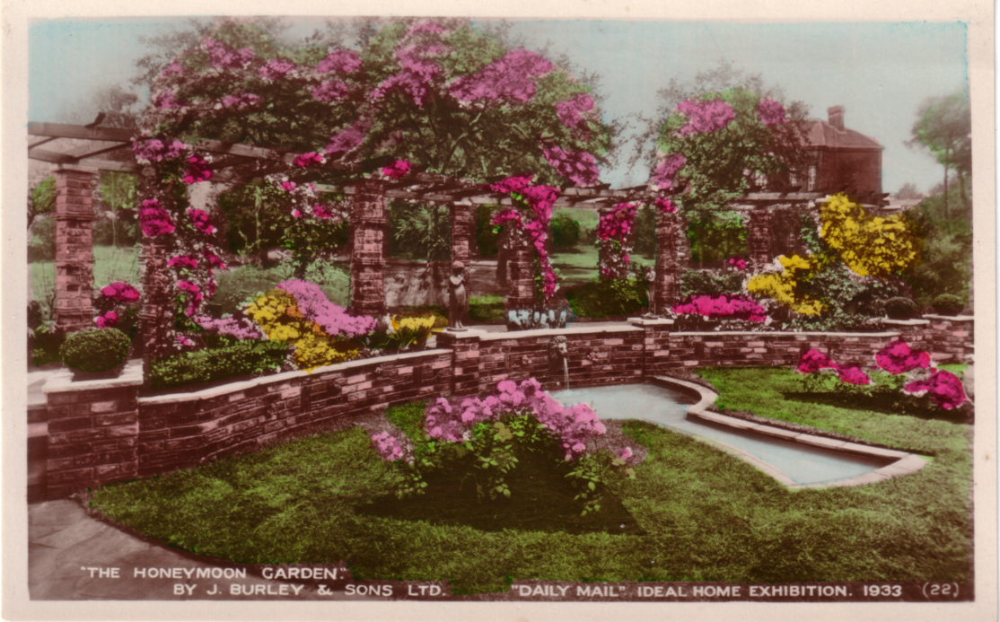 "THE HONEYMOON GARDEN".
BY J. BURLEY & SONS LTD. "DAILY MAIL" IDEAL HOME EXHIBITION. 1933 (22)